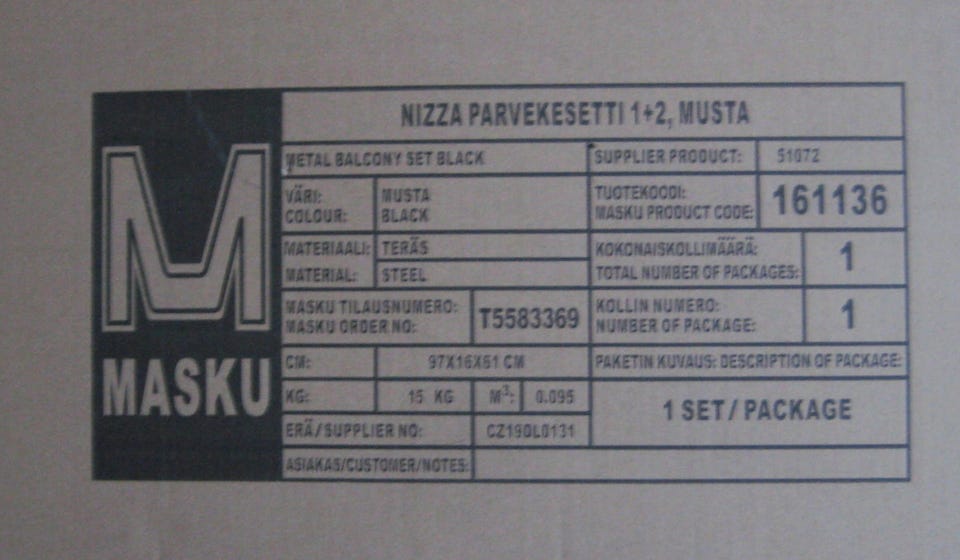 NIZZA PARVEKESETTI 1+2, MUSTA
METAL BALCONY SET BLACK
SUPPLIER PRODUCT: 51072
VÄRI: MUSTA
COLOUR: BLACK
TUOTEKOODI:
MASKU PRODUCT CODE: 161136
MATERIAALI: TERÄS
MATERIAL: STEEL
KOKONAISKOLLIMÄÄRÄ:
TOTAL NUMBER OF PACKAGES: 1
MASKU TILAUSNUMERO:
MASKU ORDER NO: T5583369
KOLLIN NUMERO:
NUMBER OF PACKAGE: 1
CM: 97X16X61 CM
PAKETIN KUVAUS: DESCRIPTION OF PACKAGE:
KG: 15 KG M3: 0.095
1 SET / PACKAGE
ERÄ/SUPPLIER NO: CZ190L0131
ASIAKAS/CUSTOMER/NOTES:
M
MASKU